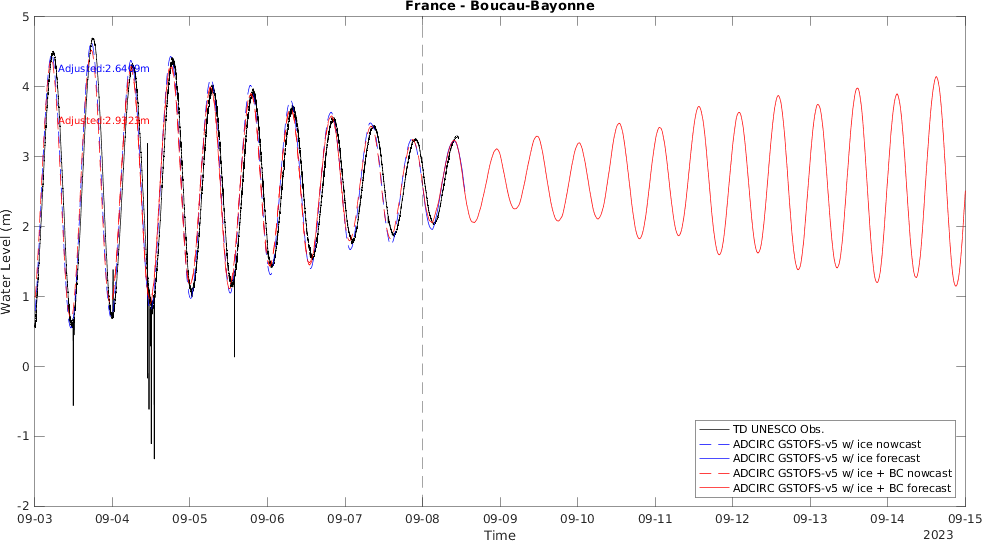 France - Boucau-Bayonne
5
4
3
2
1
0
-1
-2
Water Level (m)
Adjusted:2.6469m
Adjusted:2.9323m
TD UNESCO Obs.
ADCIRC GSTOFS-v5 w/ ice nowcast
ADCIRC GSTOFS-v5 w/ ice forecast
ADCIRC GSTOFS-v5 w/ ice + BC nowcast
ADCIRC GSTOFS-v5 w/ ice + BC forecast
09-03 09-04 09-05 09-06 09-07 09-08 09-09 09-10 09-11 09-12 09-13 09-14 09-15
Time
2023